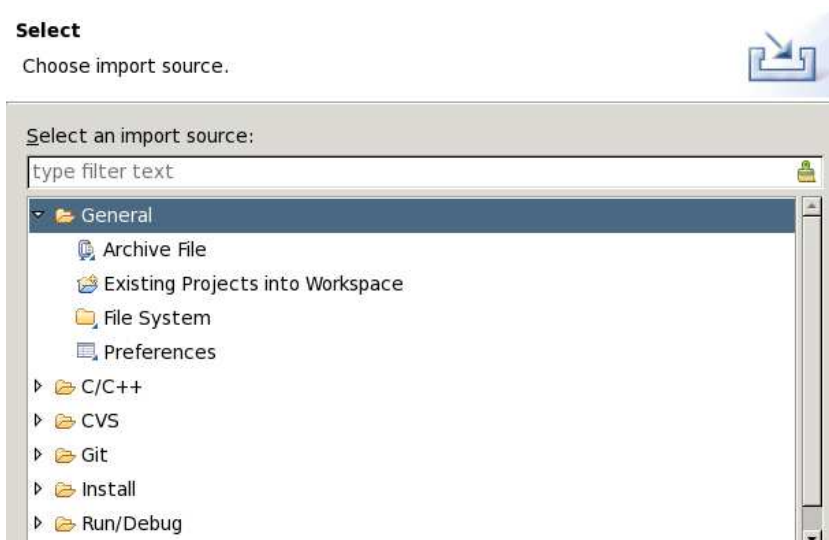 Select
Choose import source.
Select an import source:
type filter text
General
Archive File
Existing Projects into Workspace
File System
Preferences
C/C++
CVS
Git
Install
Run/Debug